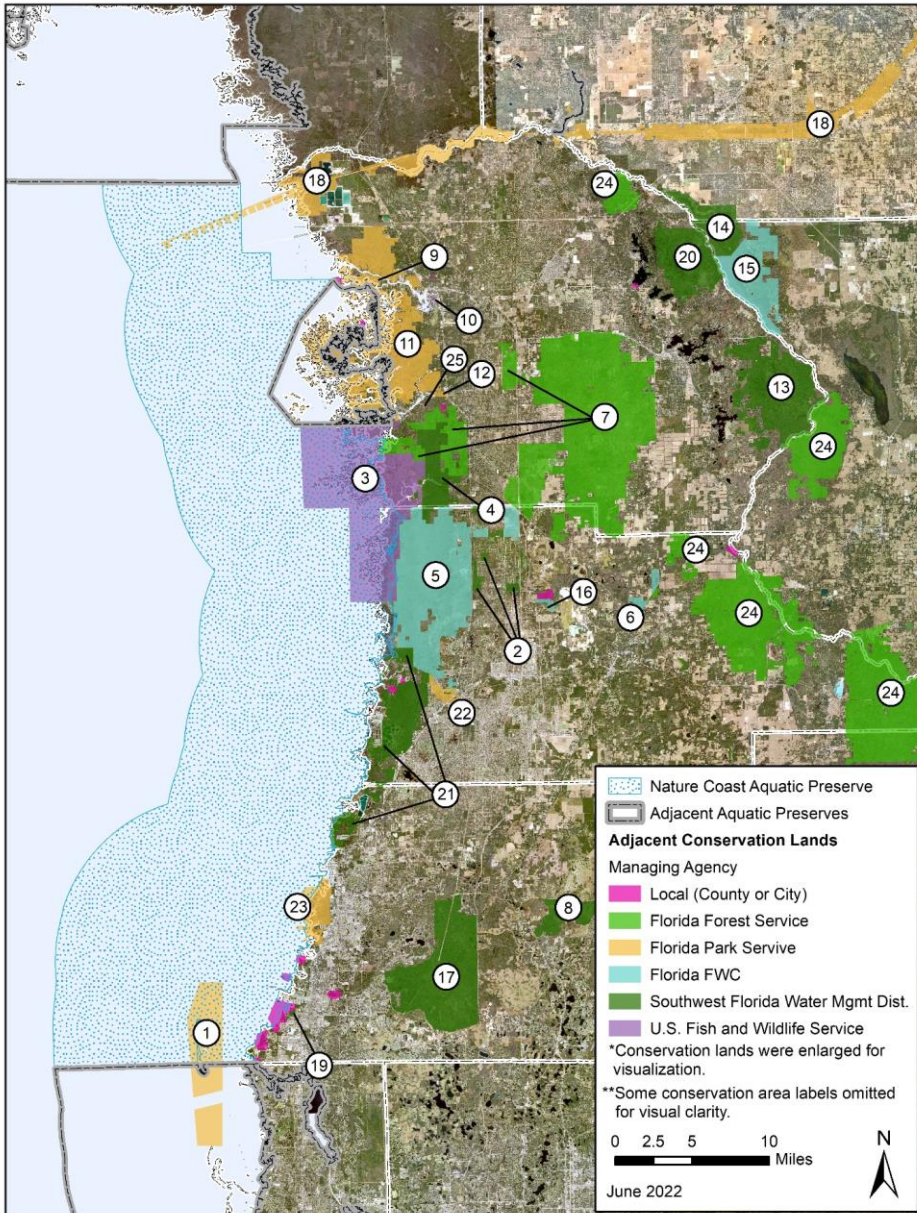 18
18
24
14
20
15
9
10
11
25
12
13
7
24
3
4
24
5
16
6
24
2
24
22
21
23
8
17
1
19
Nature Coast Aquatic Preserve
Adjacent Aquatic Preserves
Adjacent Conservation Lands
Managing Agency
Local (County or City)
Florida Forest Service
Florida Park Servive
Florida FWC
Southwest Florida Water Mgmt Dist.
U.S. Fish and Wildlife Service
*Conservation lands were enlarged for
visualization.
**Some conservation area labels omitted
for visual clarity.
0 2.5 5 10
Miles
N
June 2022